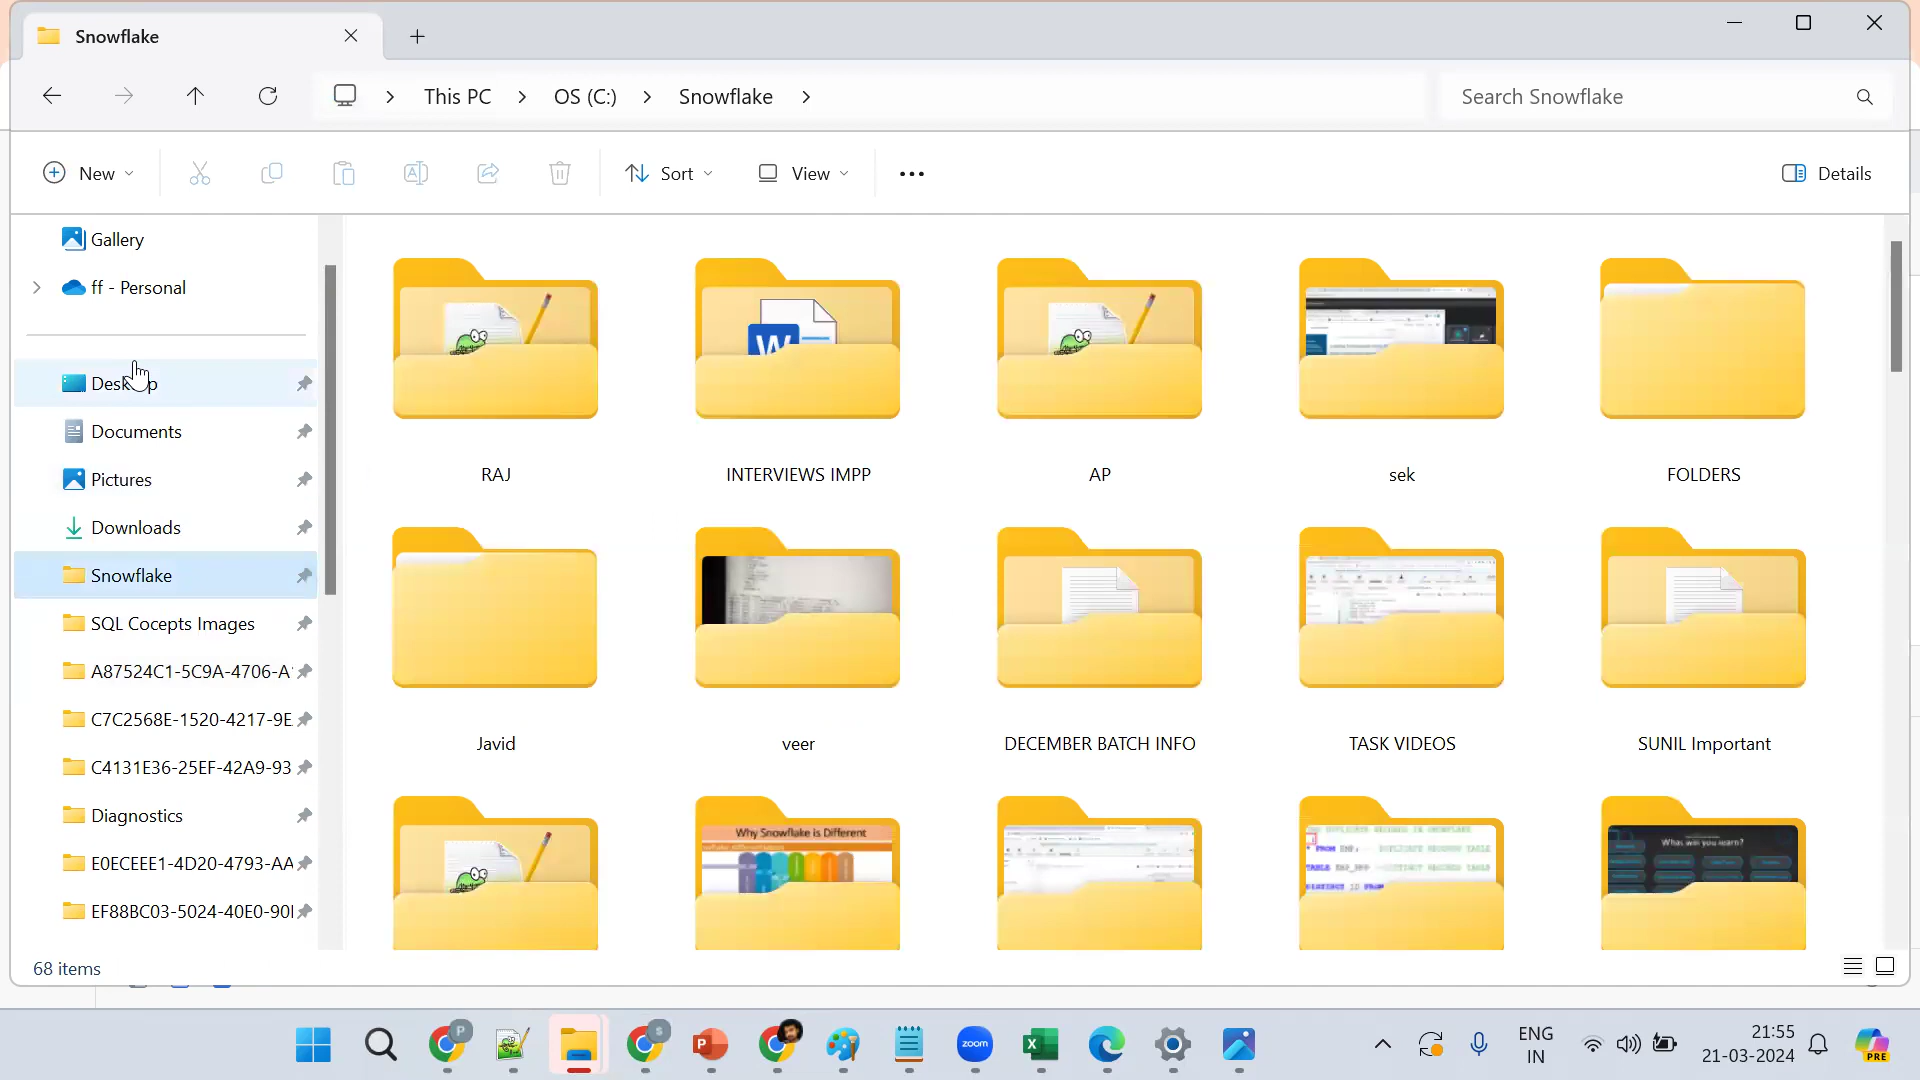 Snowflake
This PC
OS (C:)
Snowflake
Search Snowflake
New
Sort
View
Details
Gallery
ff - Personal
Desktop
Documents
Pictures
Downloads
Snowflake
SQL Cocepts Images
A87524C1-5C9A-4706-A
C7C2568E-1520-4217-9E
C4131E36-25EF-42A9-93
Diagnostics
E0ECEEE1-4D20-4793-AA
EF88BC03-5024-40E0-90
RAJ
INTERVIEWS IMPP
AP
sek
FOLDERS
Javid
veer
DECEMBER BATCH INFO
TASK VIDEOS
SUNIL Important
Why Snowflake is Different
What will you learn?
68 items
zoom
ENG
IN
21:55
21-03-2024
PRE